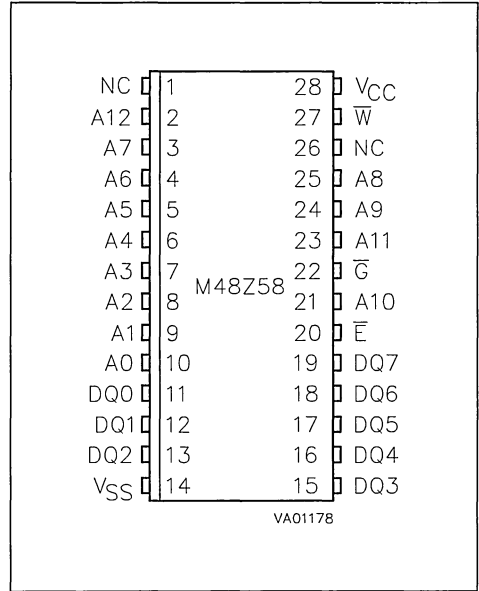 NC 1 28 VCC
A12 2 27 W̅
A7 3 26 NC
A6 4 25 A8
A5 5 24 A9
A4 6 23 A11
A3 7 22 G̅
M48Z58
A2 8 21 A10
A1 9 20 E̅
A0 10 19 DQ7
DQ0 11 18 DQ6
DQ1 12 17 DQ5
DQ2 13 16 DQ4
VSS 14 15 DQ3
VA01178